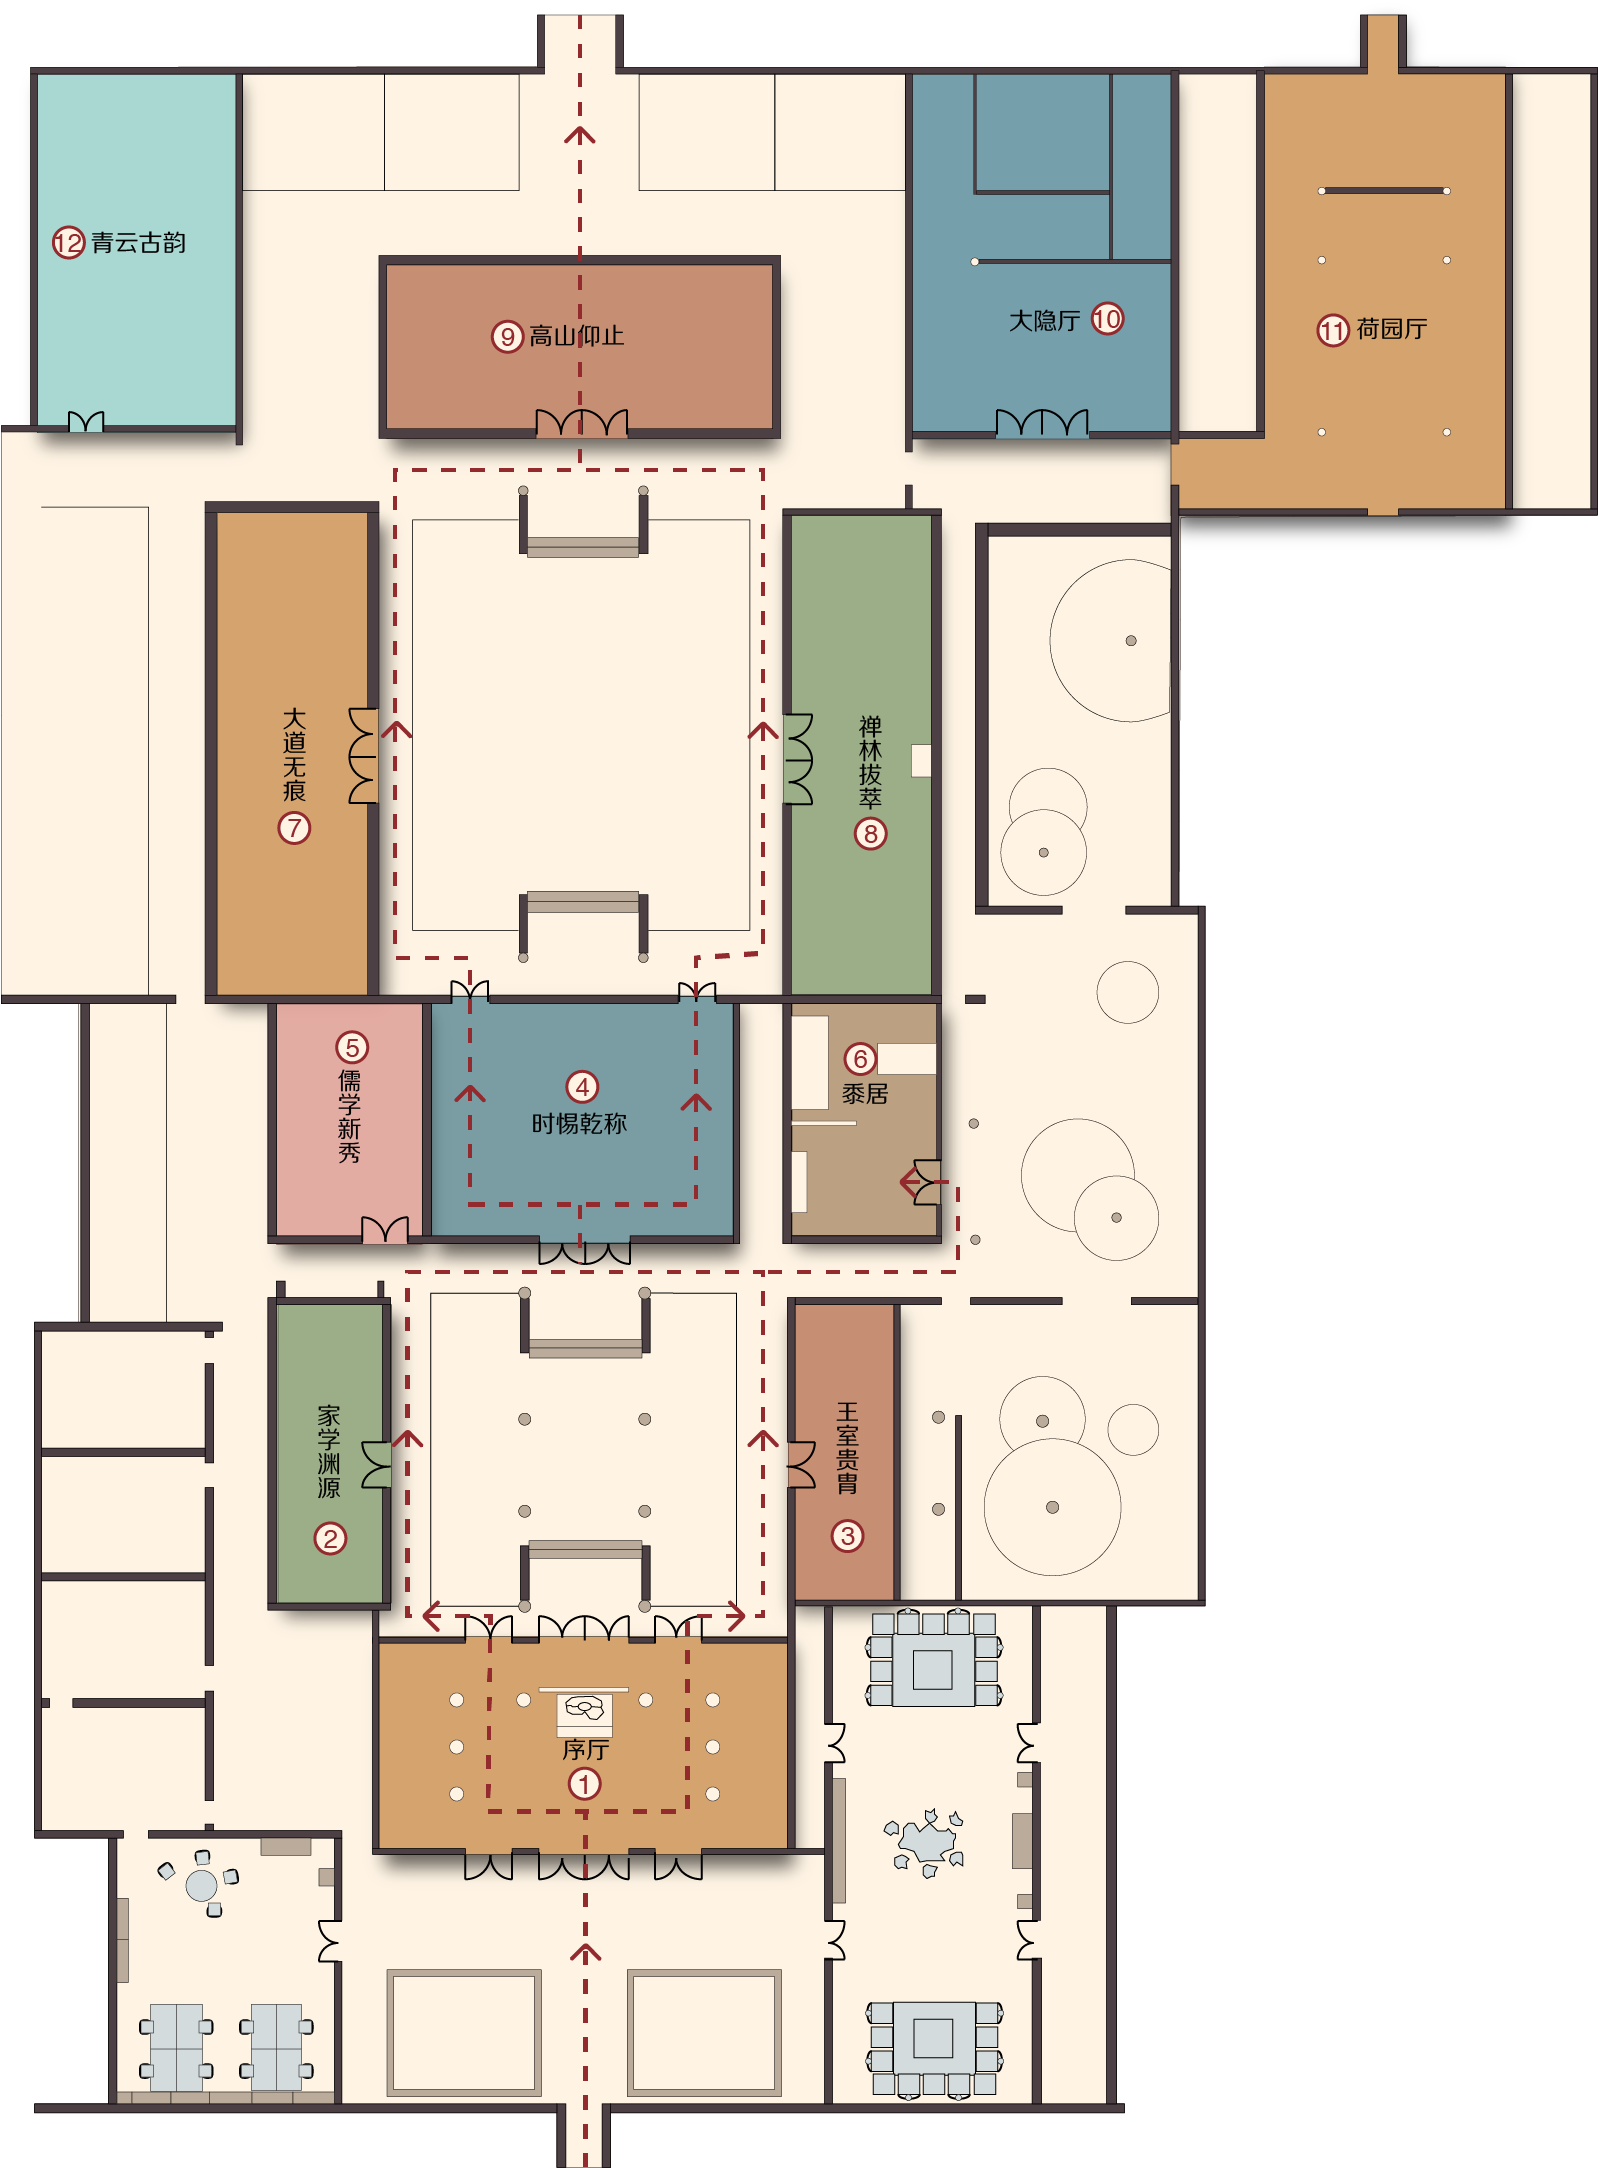 ⑫ 青云古韵
⑨ 高山仰止
大隐厅 ⑩
⑪ 荷园厅
大道无痕
⑦
禅林拔萃
⑧
⑤
儒学新秀
④
时惕乾称
⑥
黍居
家学渊源
②
王室贵胄
③
序厅
①